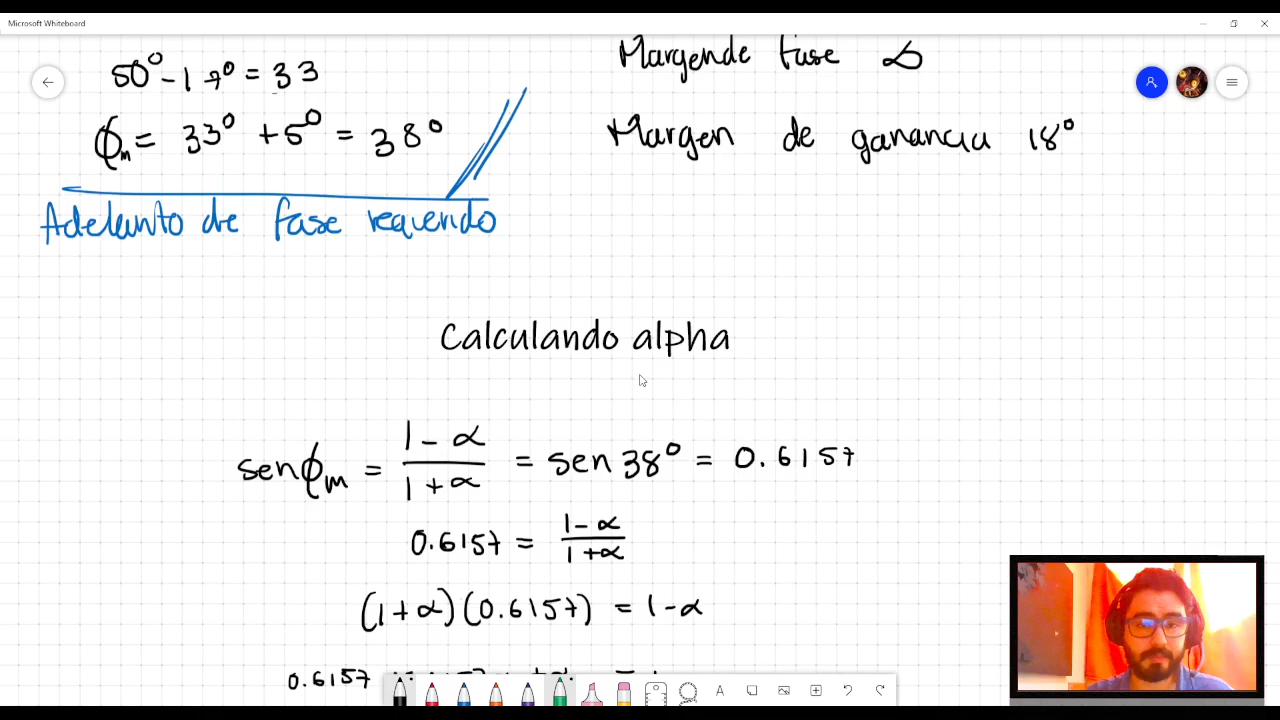 Microsoft Whiteboard
50° - 17° = 33
ϕm = 33° + 5° = 38°
Adelanto de fase requerido
Margen de fase ∞
Margen de ganancia 18°
Calculando alpha
sen ϕm = (1 - α)/(1 + α) = sen 38° = 0.6157
0.6157 = (1 - α)/(1 + α)
(1 + α)(0.6157) = 1 - α
0.6157